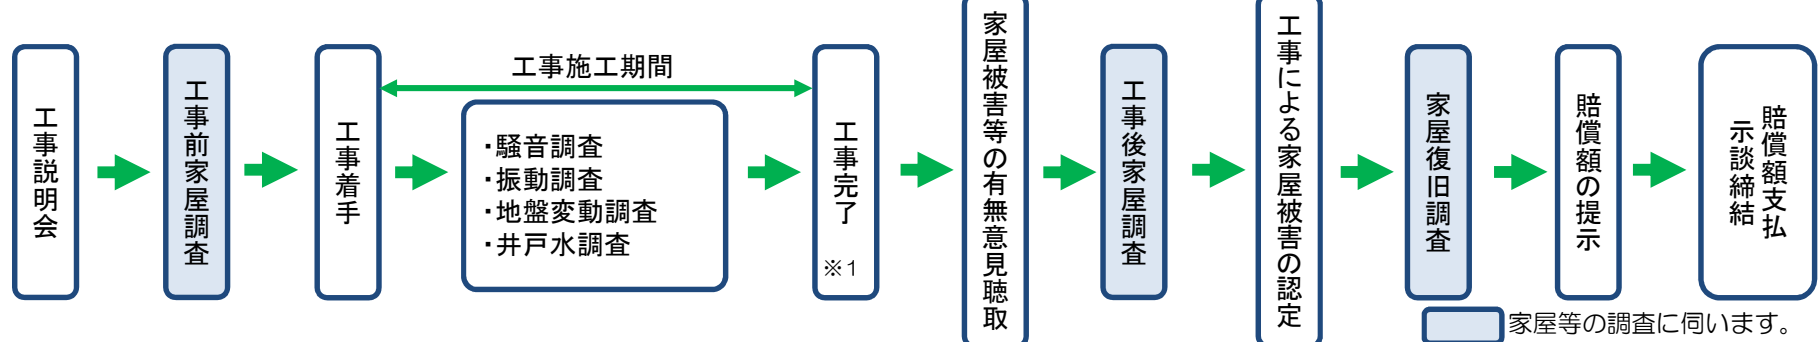 工事説明会
工事前家屋調査
工事着手
工事施工期間
・騒音調査
・振動調査
・地盤変動調査
・井戸水調査
工事完了
※1
家屋被害等の有無意見聴取
工事後家屋調査
工事による家屋被害の認定
家屋復旧調査
賠償額の提示
賠償額支払
示談締結
家屋等の調査に伺います。